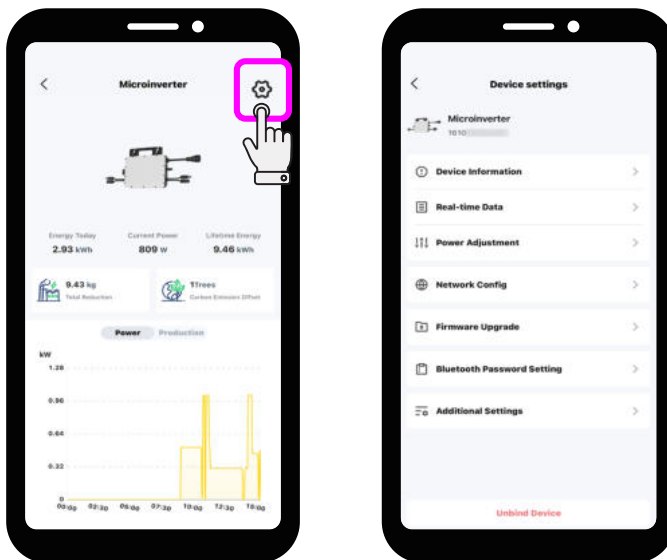 Microinverter
Energy Today
Current Power
Lifetime Energy
2.93 kWh
809 W
9.46 kWh
9.43 kg
Total Reduction
1Trees
Carbon Emission Offset
Power
Production
kW
1.28
0.96
0.64
0.32
0
00:00 02:30 05:00 07:30 10:00 12:30 15:00
Device settings
Microinverter
1010
Device Information
Real-time Data
Power Adjustment
Network Config
Firmware Upgrade
Bluetooth Password Setting
Additional Settings
Unbind Device